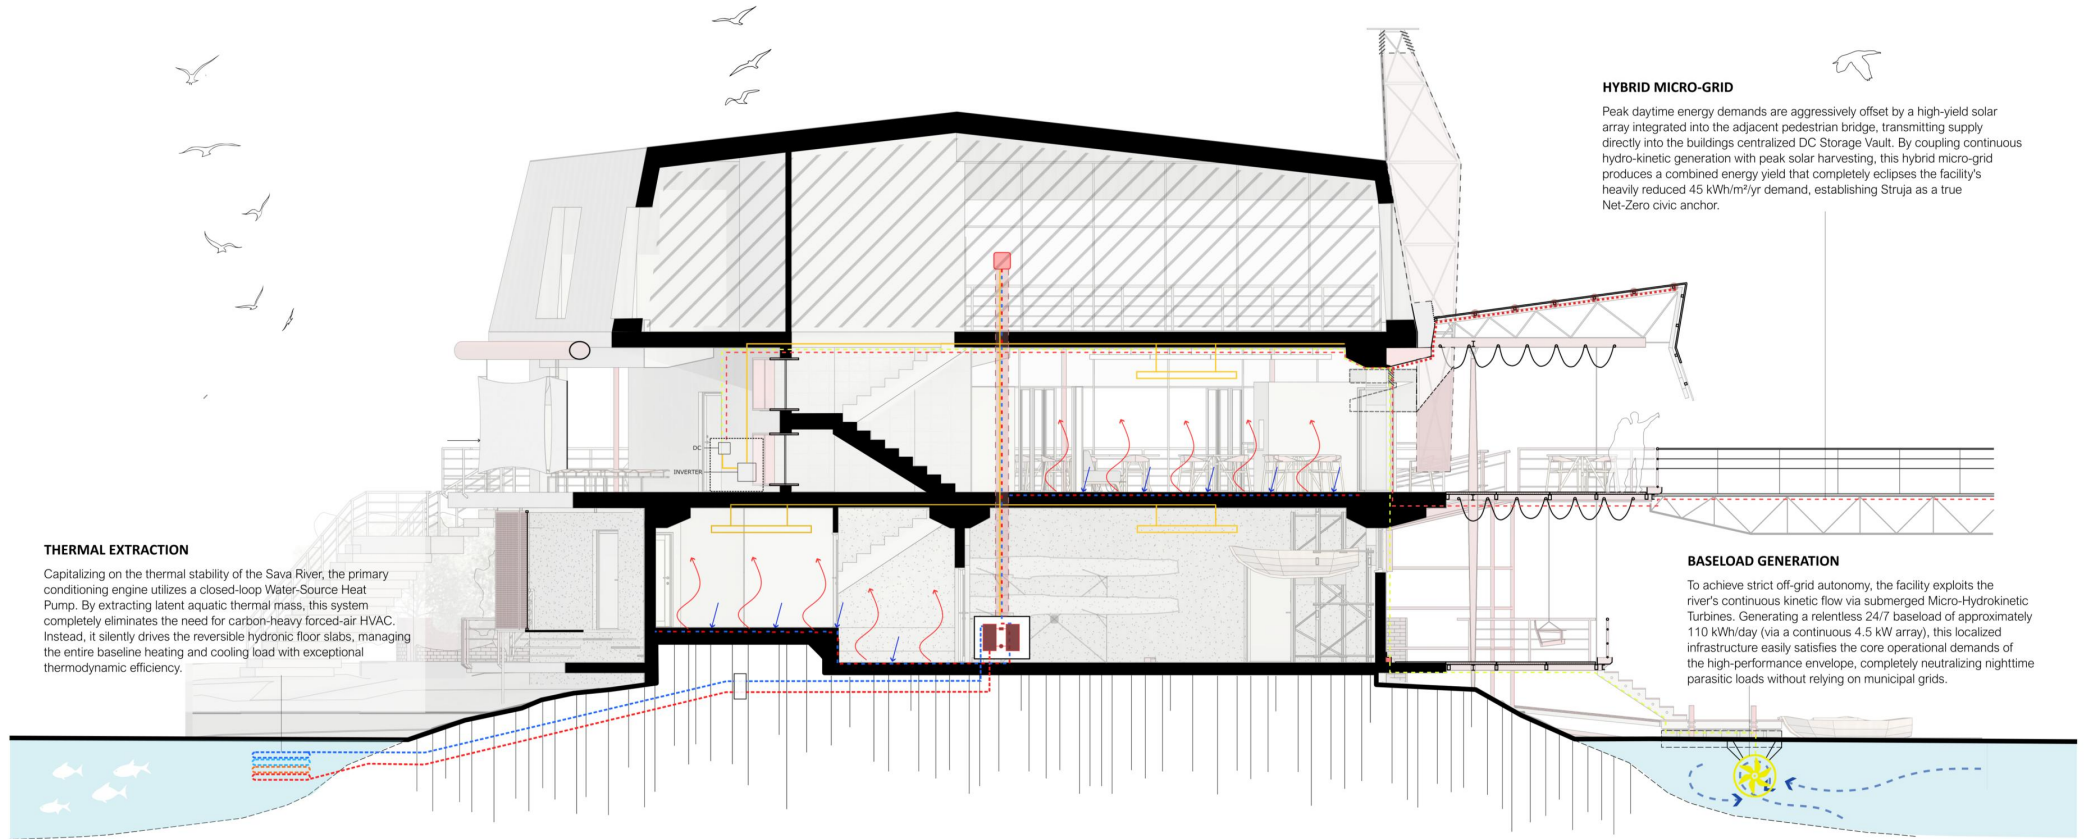 HYBRID MICRO-GRID
Peak daytime energy demands are aggressively offset by a high-yield solar
array integrated into the adjacent pedestrian bridge, transmitting supply
directly into the buildings centralized DC Storage Vault. By coupling continuous
hydro-kinetic generation with peak solar harvesting, this hybrid micro-grid
produces a combined energy yield that completely eclipses the facility's
heavily reduced 45 kWh/m²/yr demand, establishing Struja as a true
Net-Zero civic anchor.
DC
INVERTER
THERMAL EXTRACTION
Capitalizing on the thermal stability of the Sava River, the primary
conditioning engine utilizes a closed-loop Water-Source Heat
Pump. By extracting latent aquatic thermal mass, this system
completely eliminates the need for carbon-heavy forced-air HVAC.
Instead, it silently drives the reversible hydronic floor slabs, managing
the entire baseline heating and cooling load with exceptional
thermodynamic efficiency.
BASELOAD GENERATION
To achieve strict off-grid autonomy, the facility exploits the
river's continuous kinetic flow via submerged Micro-Hydrokinetic
Turbines. Generating a relentless 24/7 baseload of approximately
110 kWh/day (via a continuous 4.5 kW array), this localized
infrastructure easily satisfies the core operational demands of
the high-performance envelope, completely neutralizing nighttime
parasitic loads without relying on municipal grids.